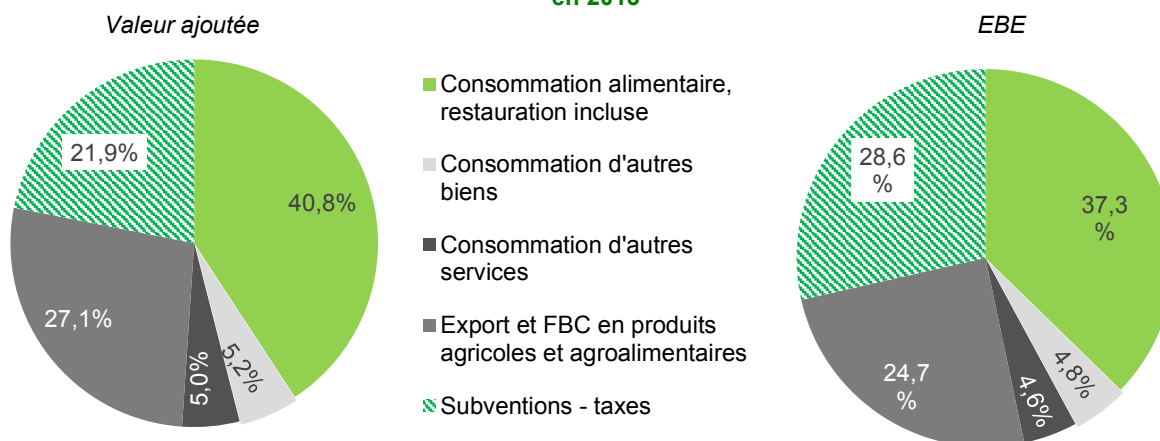 en 2018
Valeur ajoutée
EBE
Consommation alimentaire,
restauration incluse
Consommation d'autres
biens
Consommation d'autres
services
Export et FBC en produits
agricoles et agroalimentaires
Subventions - taxes
21,9%
40,8%
27,1%
5,0%
5,2%
28,6
%
37,3
%
24,7
%
4,6%
4,8%